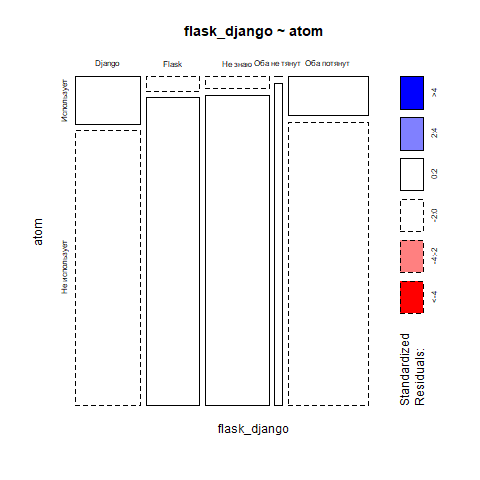 flask_django ~ atom
Django Flask Не знаю Оба не тянут Оба потянут
Использует
Не использует
atom
flask_django
>4
2:4
0:2
-2:0
-4:-2
<-4
Standardized
Residuals: